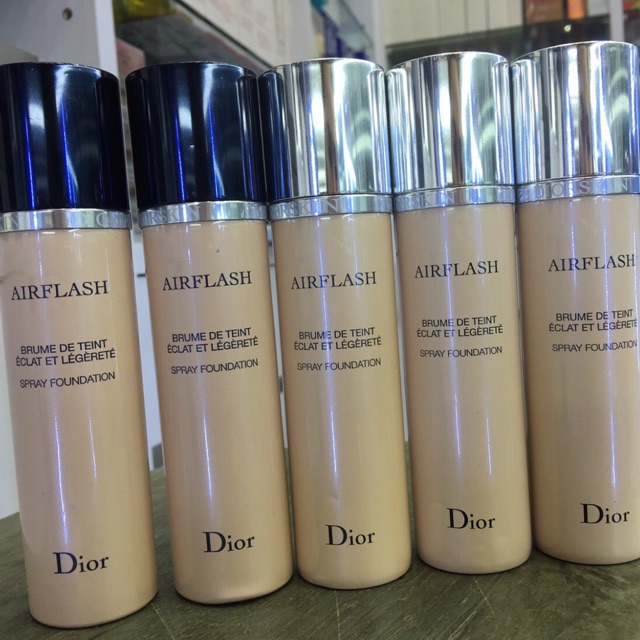 AIRFLASH
BRUME DE TEINT
ÉCLAT ET LÉGÈRETÉ
SPRAY FOUNDATION
Dior
AIRFLASH
BRUME DE TEINT
ÉCLAT ET LÉGÈRETÉ
SPRAY FOUNDATION
Dior
AIRFLASH
BRUME DE TEINT
ÉCLAT ET LÉGÈRETÉ
SPRAY FOUNDATION
Dior
AIRFLASH
BRUME DE TEINT
ÉCLAT ET LÉGÈRETÉ
SPRAY FOUNDATION
Dior
AIRFLASH
BRUME DE TEINT
ÉCLAT ET LÉGÈRETÉ
SPRAY FOUNDATION
Dior